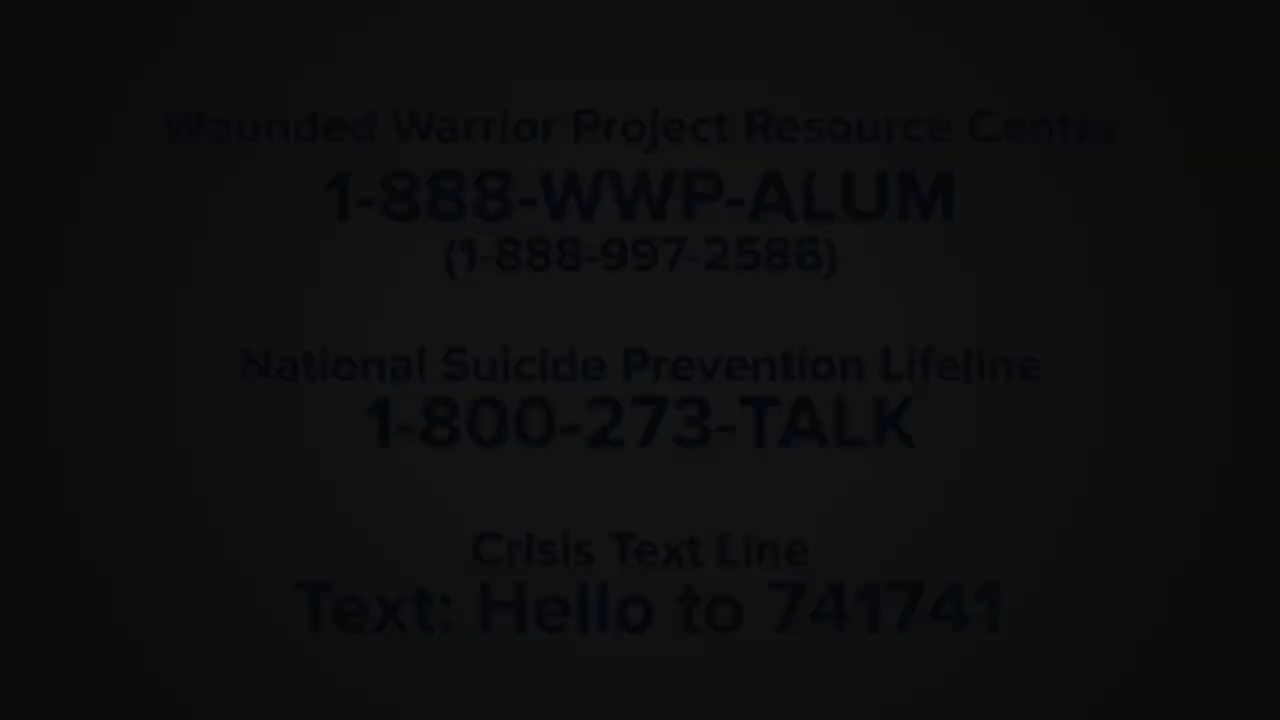 Wounded Warrior Project Resource Center
1-888-WWP-ALUM
(1-888-997-2586)
National Suicide Prevention Lifeline
1-800-273-TALK
Crisis Text Line
Text: Hello to 741741